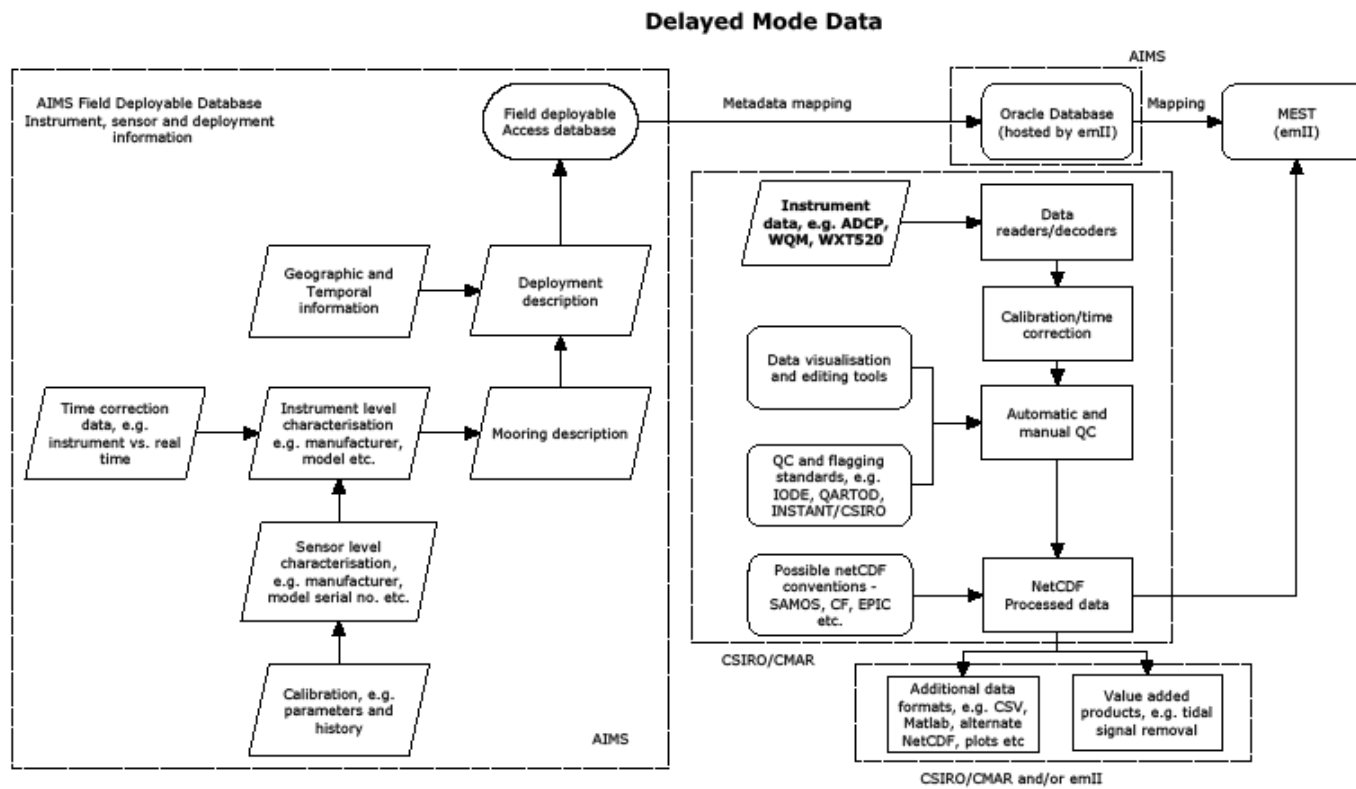 Delayed Mode Data
AIMS
AIMS Field Deployable Database
Instrument, sensor and deployment
information
Field deployable
Access database
Metadata mapping
Oracle Database
(hosted by emII)
Mapping
MEST
(emII)
Instrument
data, e.g. ADCP,
WQM, WXT520
Data
readers/decoders
Geographic and
Temporal
information
Deployment
description
Calibration/time
correction
Data visualisation
and editing tools
Time correction
data, e.g.
instrument vs. real
time
Instrument level
characterisation
e.g. manufacturer,
model etc.
Mooring description
Automatic and
manual QC
QC and flagging
standards, e.g.
IODE, QARTOD,
INSTANT/CSIRO
Sensor level
characterisation,
e.g. manufacturer,
model serial no. etc.
Possible netCDF
conventions -
SAMOS, CF, EPIC
etc.
NetCDF
Processed data
CSIRO/CMAR
Calibration, e.g.
parameters and
history
AIMS
Additional data
formats, e.g. CSV,
Matlab, alternate
NetCDF, plots etc
Value added
products, e.g. tidal
signal removal
CSIRO/CMAR and/or emII